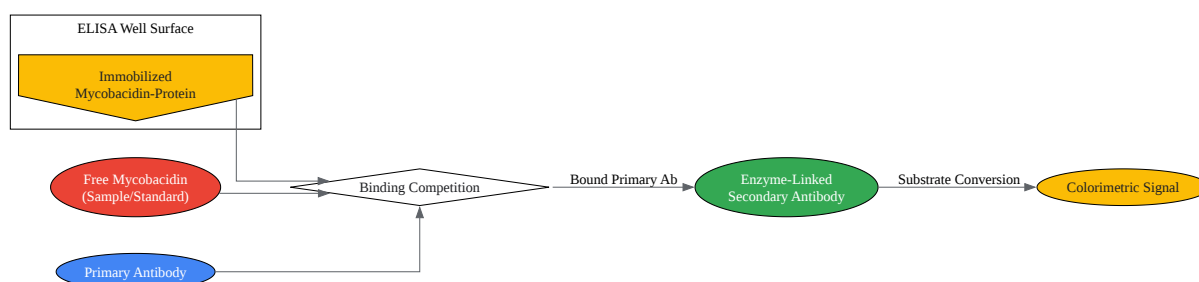 ELISA Well Surface
Immobilized
Mycobacidin-Protein
Free Mycobacidin
(Sample/Standard)
Binding Competition
Bound Primary Ab
Enzyme-Linked
Secondary Antibody
Substrate Conversion
Colorimetric Signal
Primary Antibody